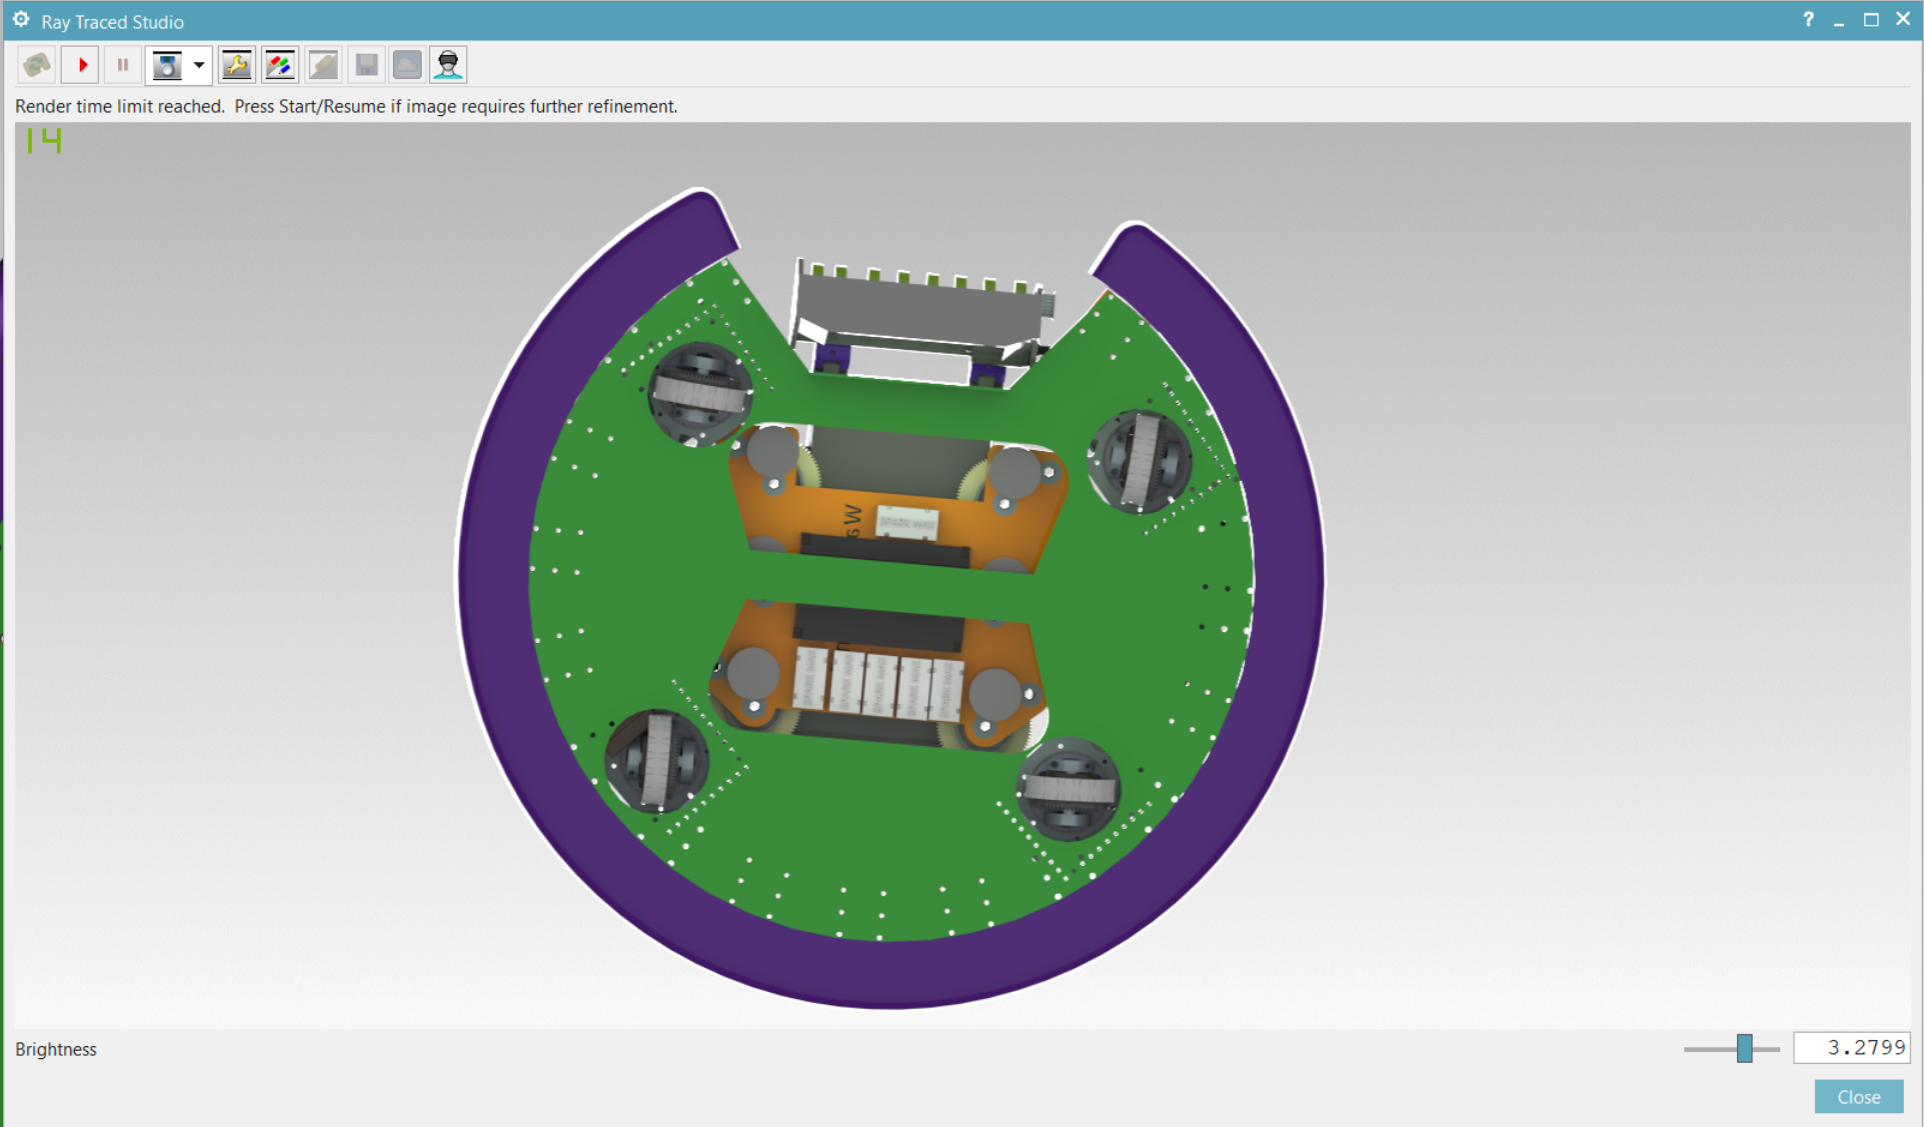 Ray Traced Studio
Render time limit reached.  Press Start/Resume if image requires further refinement.
14
Brightness
3.2799
Close